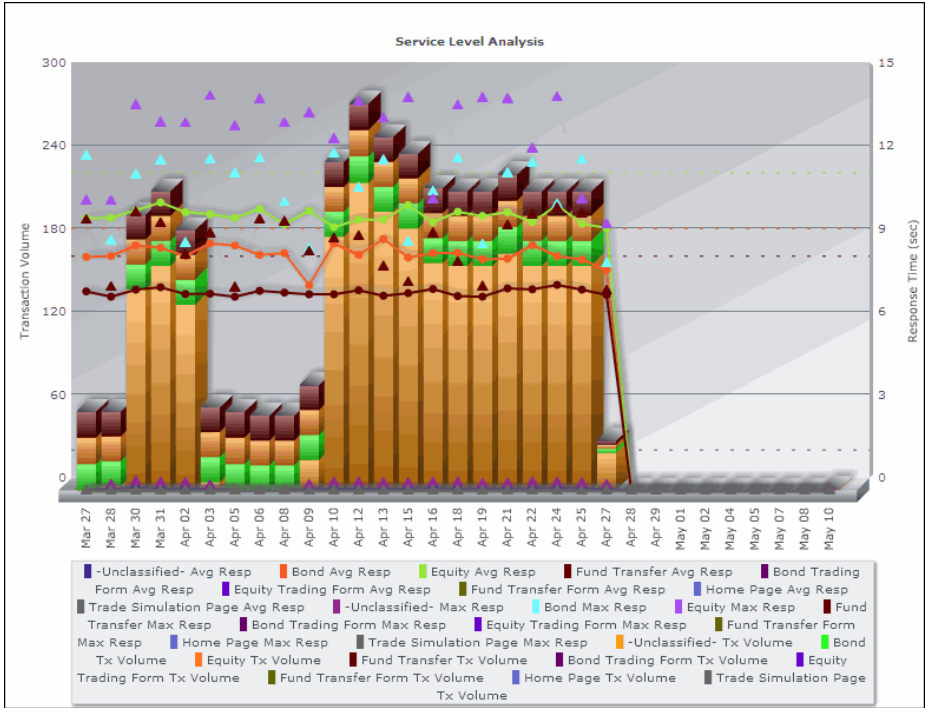 Service Level Analysis
300
240
180
120
60
0
Transaction Volume
15
12
9
6
3
0
Response Time (sec)
Mar 27
Mar 28
Mar 30
Mar 31
Apr 02
Apr 03
Apr 05
Apr 06
Apr 08
Apr 09
Apr 10
Apr 12
Apr 13
Apr 15
Apr 16
Apr 18
Apr 19
Apr 21
Apr 22
Apr 24
Apr 25
Apr 27
Apr 28
Apr 29
May 01
May 02
May 04
May 05
May 07
May 08
May 10
-Unclassified- Avg Resp Bond Avg Resp Equity Avg Resp Fund Transfer Avg Resp Bond Trading
Form Avg Resp Equity Trading Form Avg Resp Fund Transfer Form Avg Resp Home Page Avg Resp
Trade Simulation Page Avg Resp -Unclassified- Max Resp Bond Max Resp Equity Max Resp Fund
Transfer Max Resp Bond Trading Form Max Resp Equity Trading Form Max Resp Fund Transfer Form
Max Resp Home Page Max Resp Trade Simulation Page Max Resp -Unclassified- Tx Volume Bond
Tx Volume Equity Tx Volume Fund Transfer Tx Volume Bond Trading Form Tx Volume Equity
Trading Form Tx Volume Fund Transfer Form Tx Volume Home Page Tx Volume Trade Simulation Page
Tx Volume